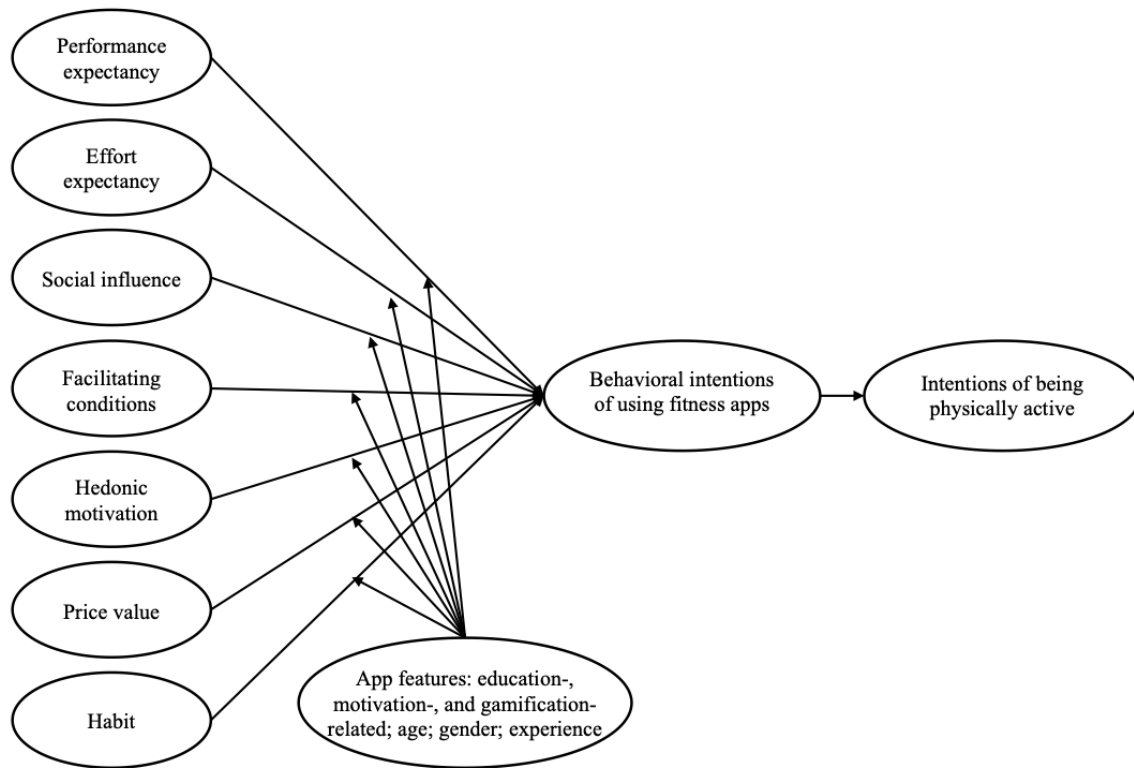 Performance
expectancy
Effort
expectancy
Social influence
Facilitating
conditions
Hedonic
motivation
Price value
Habit
App features: education-,
motivation-, and gamification-
related; age; gender; experience
Behavioral intentions
of using fitness apps
Intentions of being
physically active